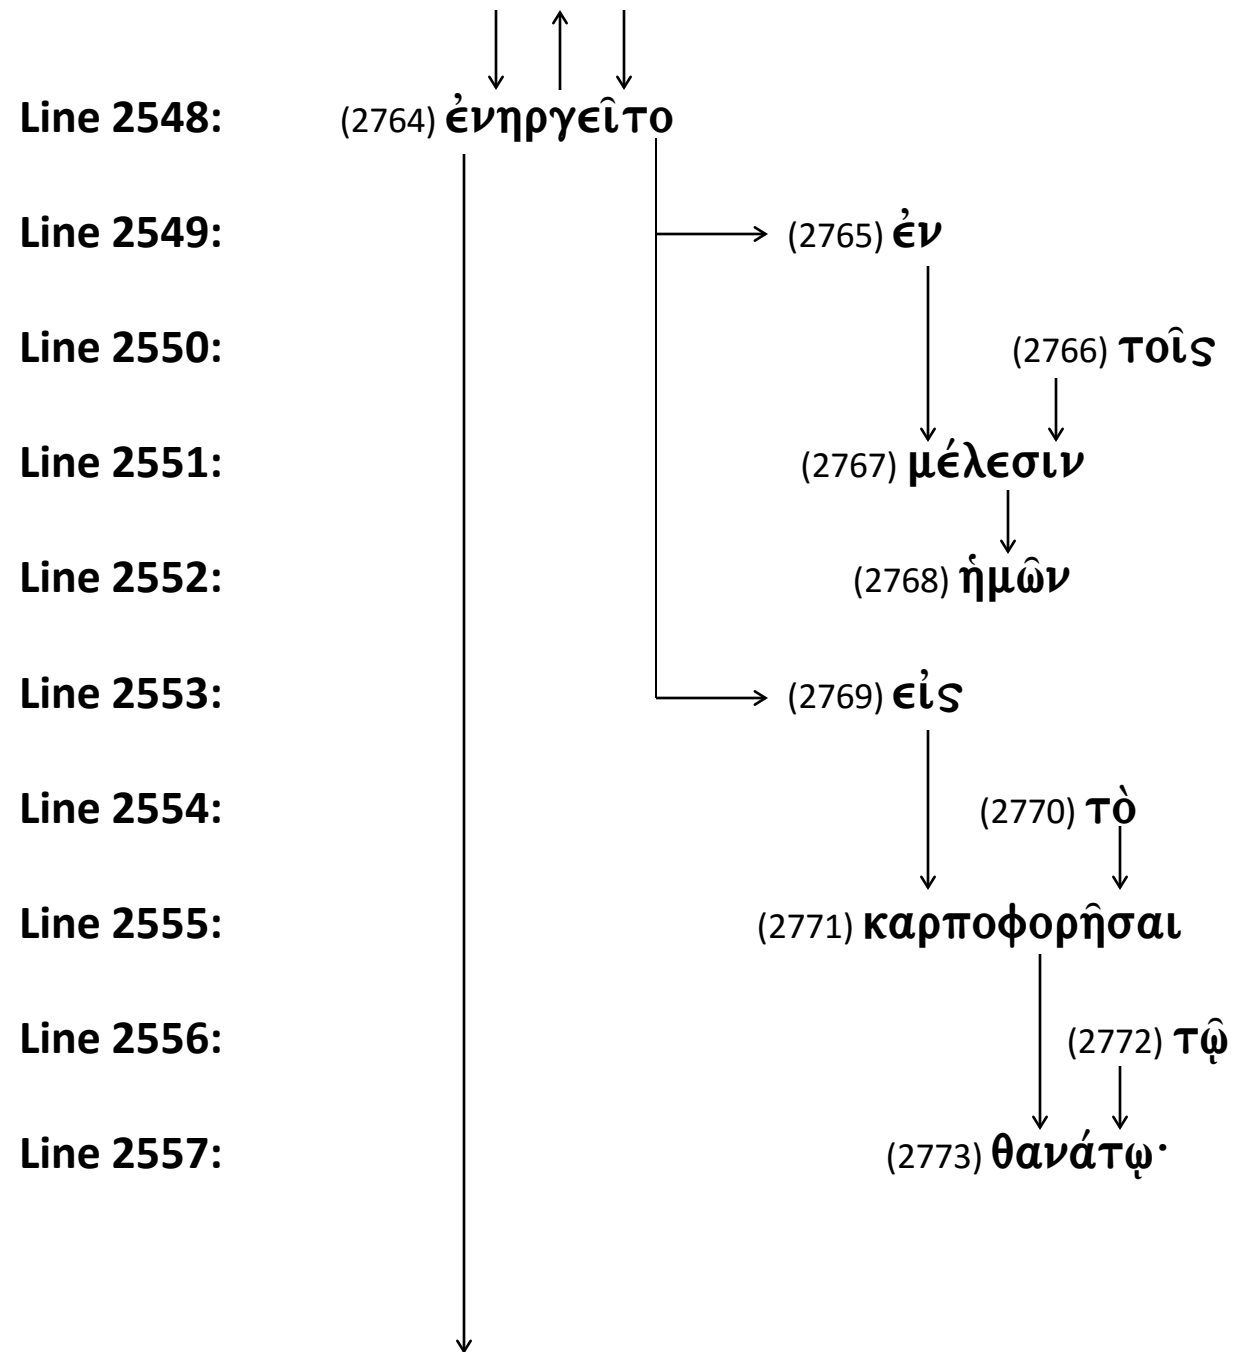 Line 2548: (2764) ἐνηργεῖτο
Line 2549: (2765) ἐν
Line 2550: (2766) τοῖς
Line 2551: (2767) μέλεσιν
Line 2552: (2768) ἡμῶν
Line 2553: (2769) εἰς
Line 2554: (2770) τὸ
Line 2555: (2771) καρποφορῆσαι
Line 2556: (2772) τῷ
Line 2557: (2773) θανάτῳ·